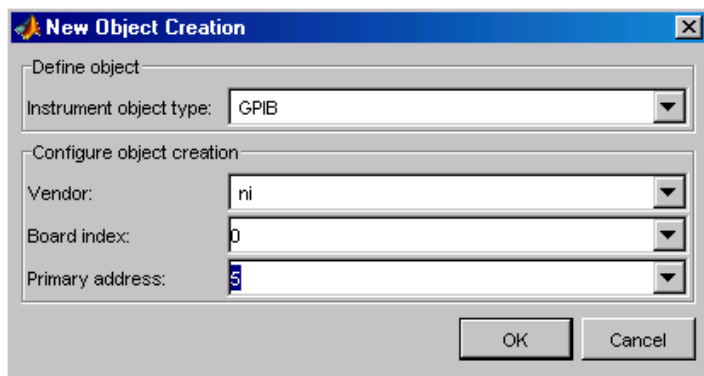 New Object Creation
Define object
Instrument object type: GPIB
Configure object creation
Vendor: ni
Board index: 0
Primary address: 5
OK Cancel